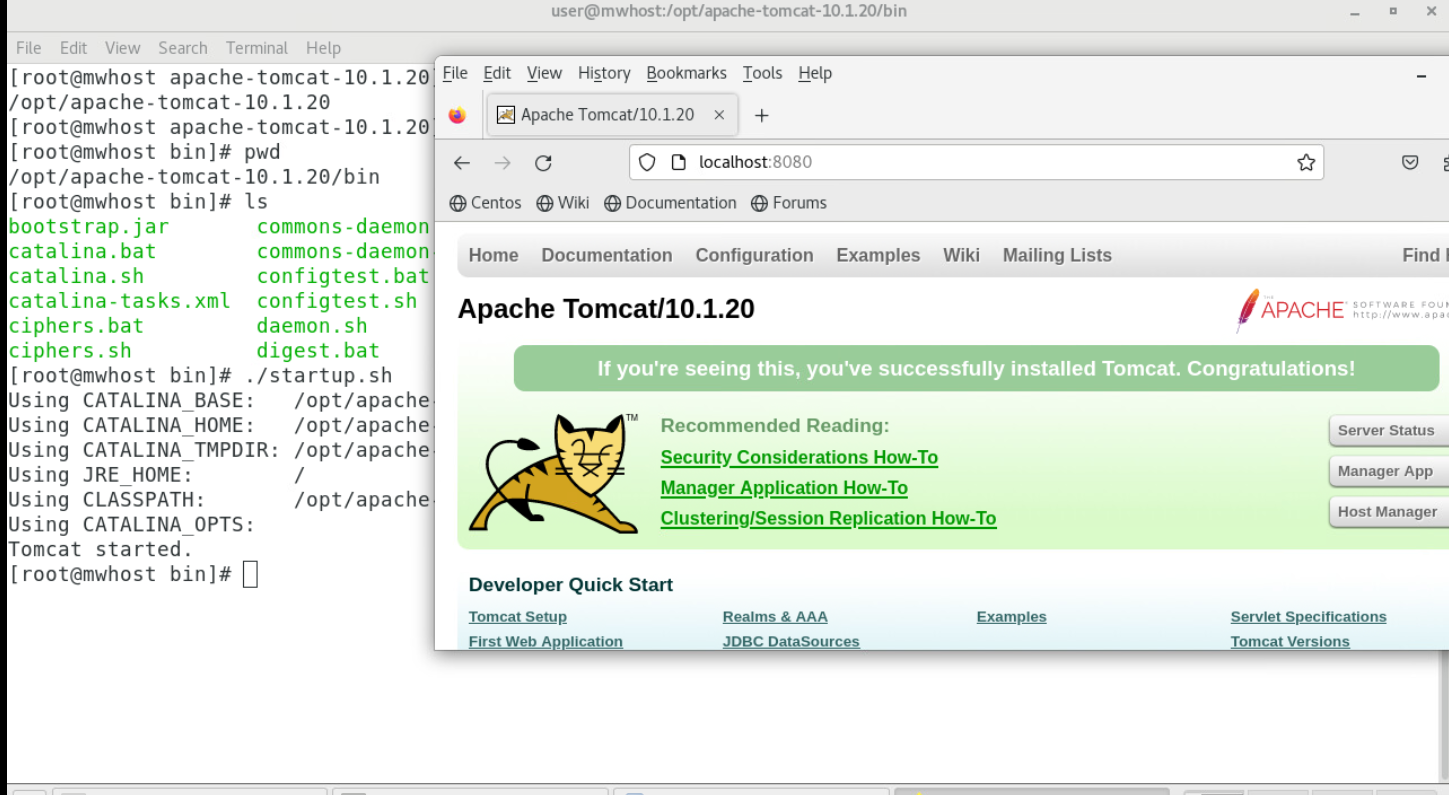 user@mwhost:/opt/apache-tomcat-10.1.20/bin
File Edit View Search Terminal Help
[root@mwhost apache-tomcat-10.1.20
/opt/apache-tomcat-10.1.20
[root@mwhost apache-tomcat-10.1.20
[root@mwhost bin]# pwd
/opt/apache-tomcat-10.1.20/bin
[root@mwhost bin]# ls
bootstrap.jar commons-daemon
catalina.bat commons-daemon
catalina.sh configtest.bat
catalina-tasks.xml configtest.sh
ciphers.bat daemon.sh
ciphers.sh digest.bat
[root@mwhost bin]# ./startup.sh
Using CATALINA_BASE: /opt/apache-
Using CATALINA_HOME: /opt/apache-
Using CATALINA_TMPDIR: /opt/apache-
Using JRE_HOME: /
Using CLASSPATH: /opt/apache-
Using CATALINA_OPTS:
Tomcat started.
[root@mwhost bin]#
File Edit View History Bookmarks Tools Help
Apache Tomcat/10.1.20
localhost:8080
Centos Wiki Documentation Forums
Home Documentation Configuration Examples Wiki Mailing Lists Find
Apache Tomcat/10.1.20
THE APACHE SOFTWARE FOUN
http://www.apac
If you're seeing this, you've successfully installed Tomcat. Congratulations!
TM
Recommended Reading:
Security Considerations How-To
Manager Application How-To
Clustering/Session Replication How-To
Server Status
Manager App
Host Manager
Developer Quick Start
Tomcat Setup Realms & AAA Examples Servlet Specifications
First Web Application JDBC DataSources Tomcat Versions